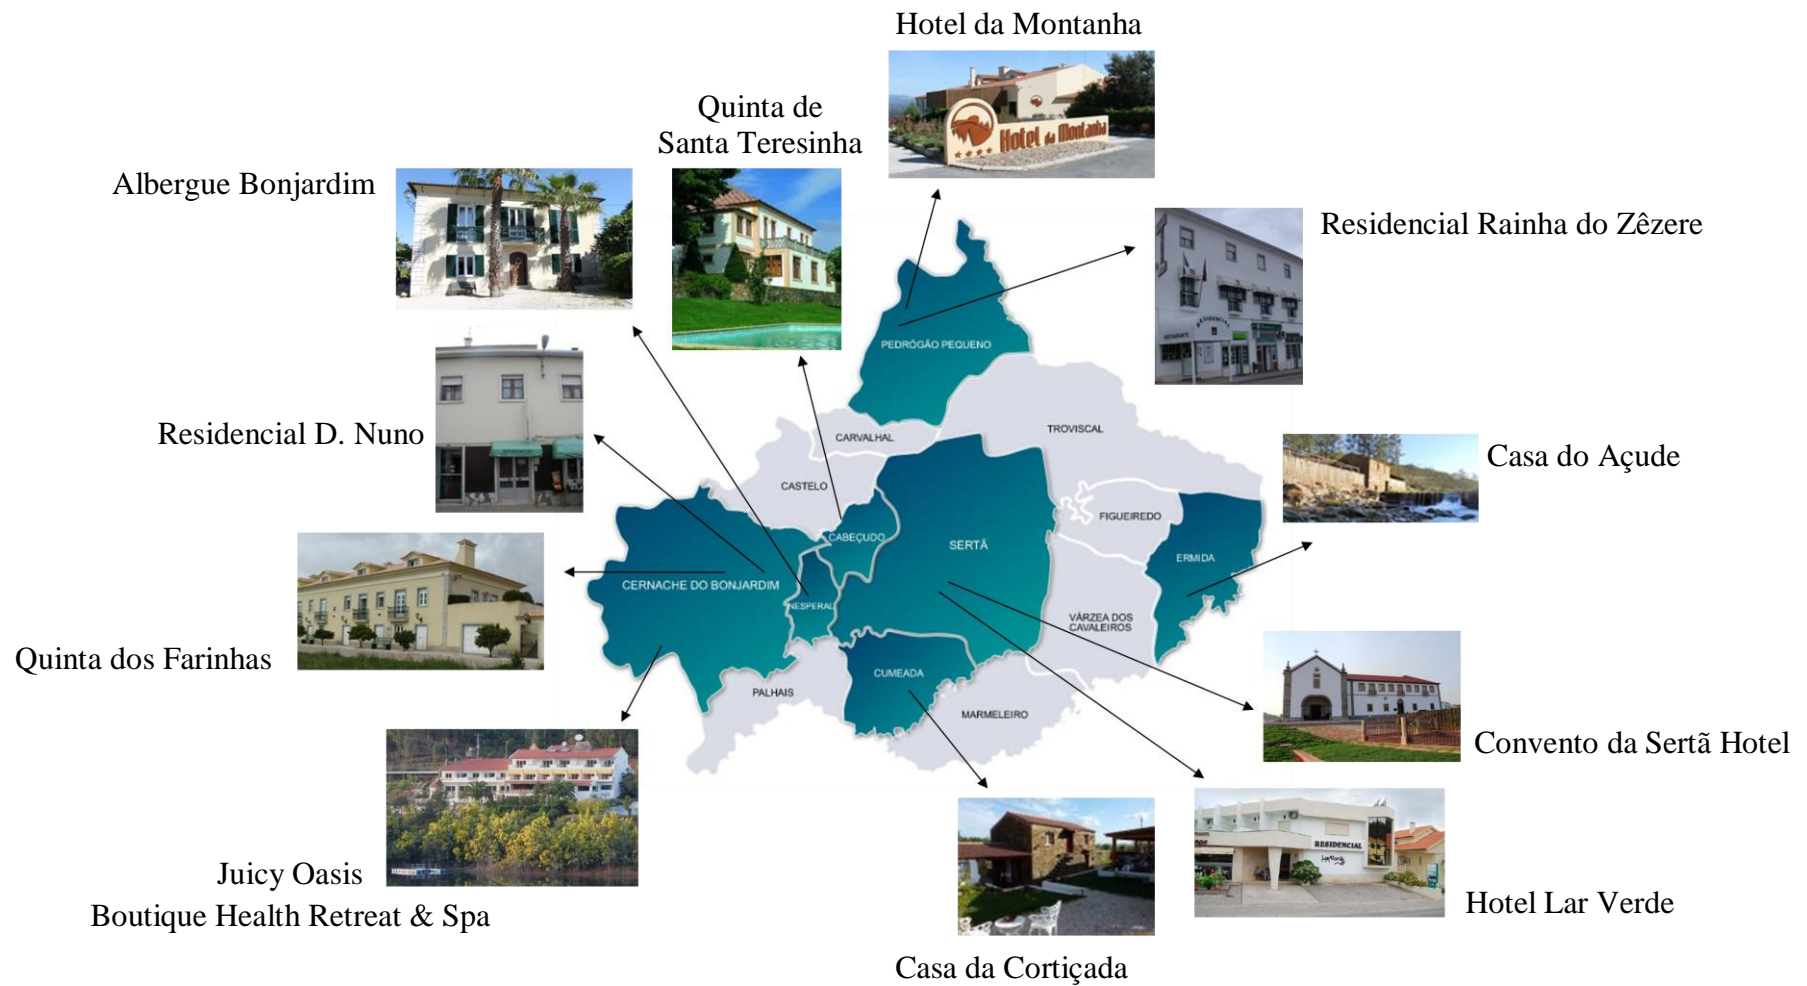 Hotel da Montanha
Quinta de
Santa Teresinha
Hotel da Montanha
Albergue Bonjardim
Residencial Rainha do Zêzere
RESIDENCIAL
PEDRÓGÃO PEQUENO
Residencial D. Nuno
CARVALHAL
TROVISCAL
Casa do Açude
CASTELO
FIGUEIREDO
CABEÇUDO
SERTÃ
ERMIDA
CERNACHE DO BONJARDIM
NESPERAL
VÁRZEA DOS
CAVALEIROS
Quinta dos Farinhas
CUMEADA
PALHAIS
MARMELEIRO
Convento da Sertã Hotel
RESIDENCIAL
LarVerde
Juicy Oasis
Boutique Health Retreat & Spa
Hotel Lar Verde
Casa da Cortiçada